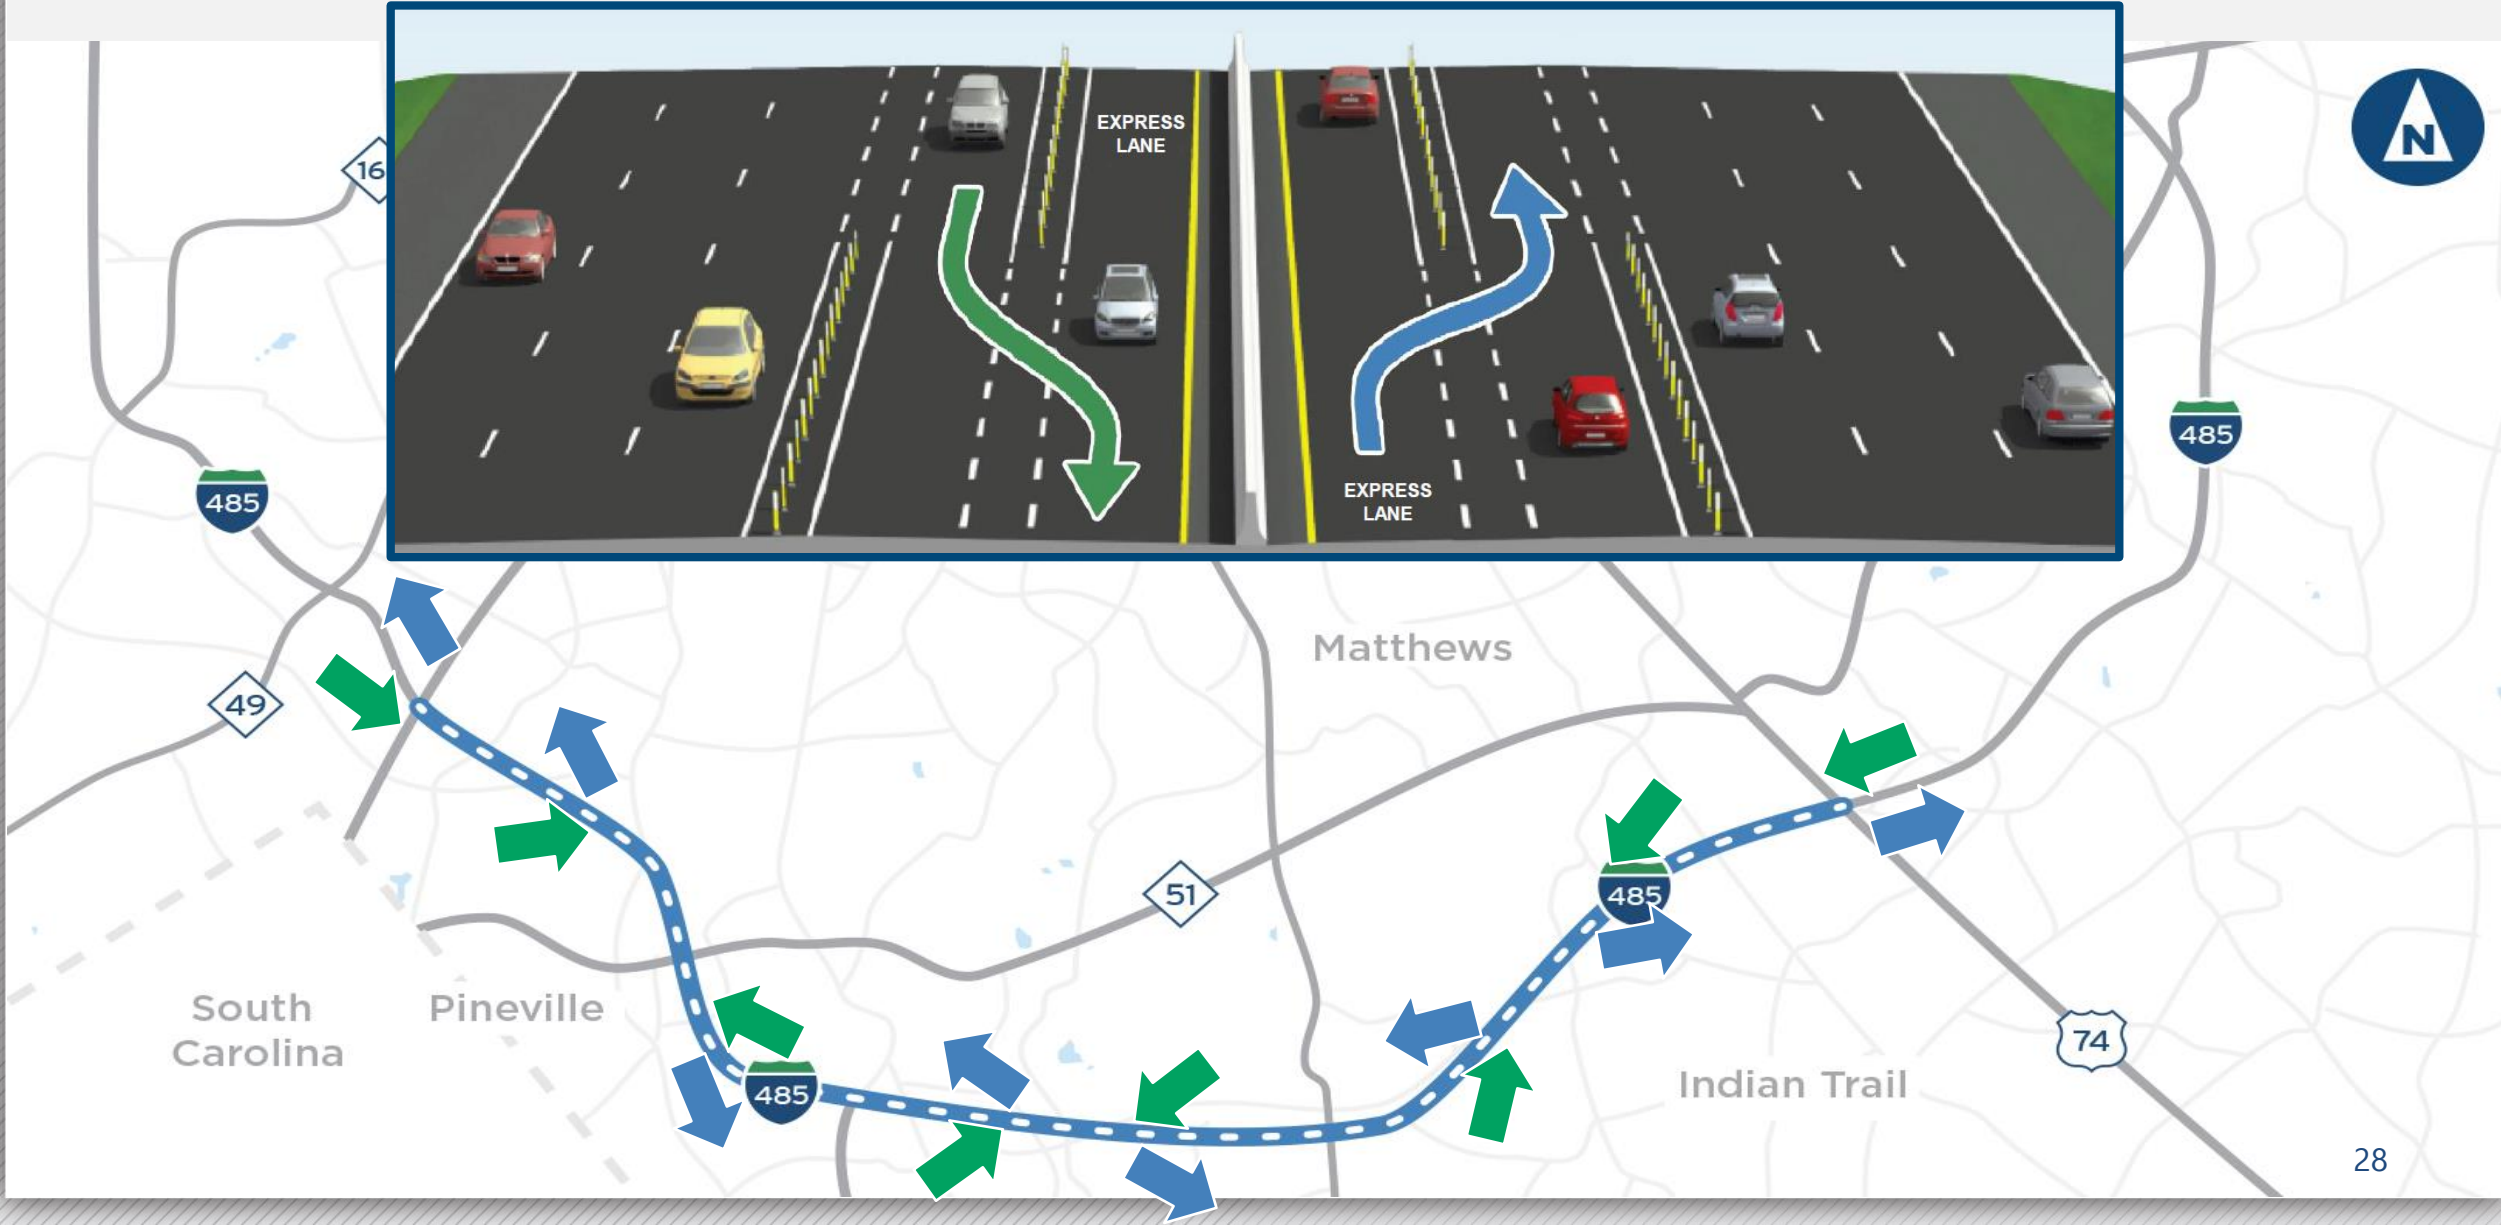 EXPRESS
LANE
N
16
485
485
EXPRESS
LANE
Matthews
49
51
485
South
Carolina
Pineville
74
485
Indian Trail
28